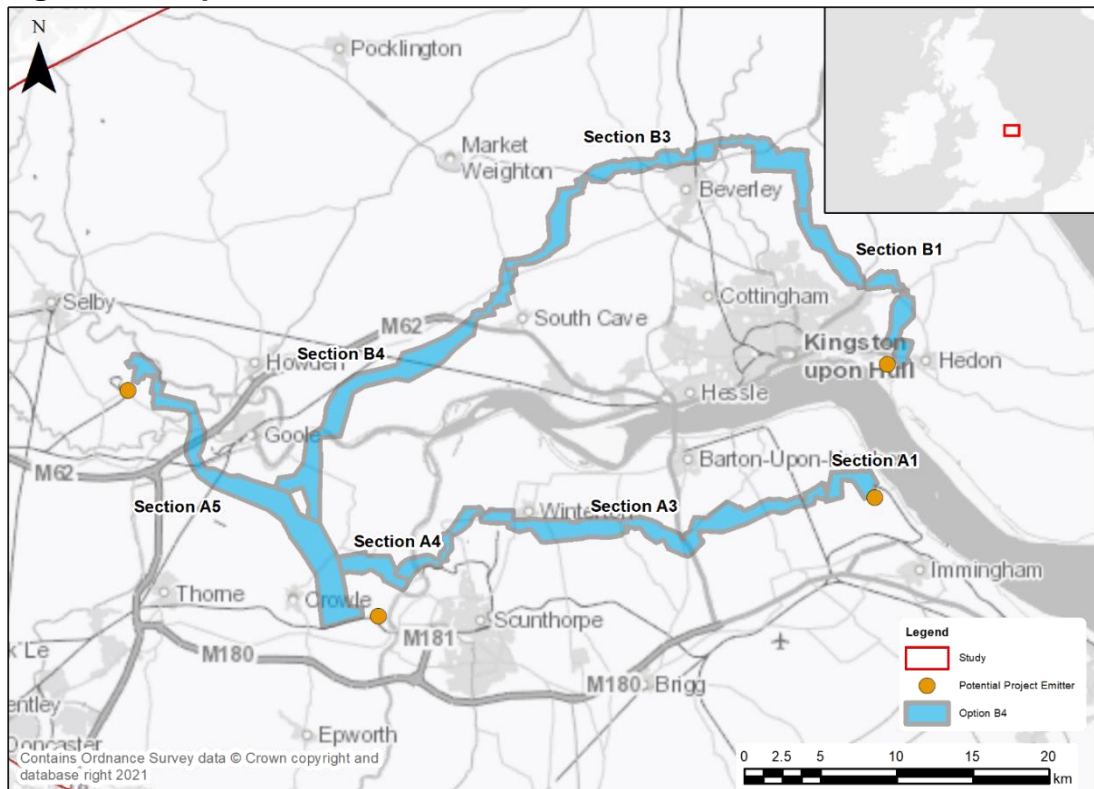 N
Pocklington
Section B3
Market
Weighton
Beverley
Section B1
Selby
Cottingham
South Cave
M62
Section B4
Howden
Kingston
upon Hull
Hedon
Hessle
Goole
M62
Barton-Upon-
Section A1
Section A5
Section A3
Section A4
Immingham
Thorne
Crowle
Scunthorpe
M181
M180
M180
Brigg
Epworth
Doncaster
Legend
Study
Potential Project Emitter
Option B4
Contains Ordnance Survey data © Crown copyright and
database right 2021
0 2.5 5 10 15 20
km